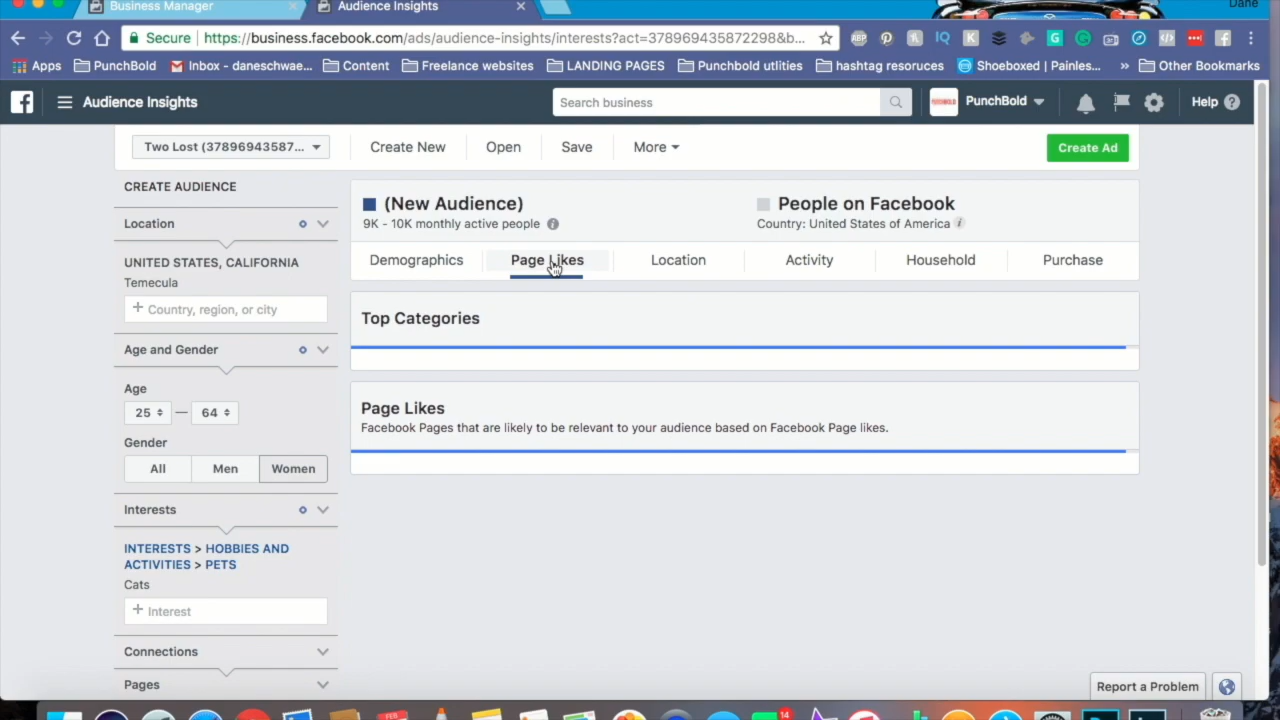 Business Manager
Audience Insights
Dane
Secure
https://business.facebook.com/ads/audience-insights/interests?act=378969435872298&b...
Apps
PunchBold
Inbox - daneschwae...
Content
Freelance websites
LANDING PAGES
Punchbold utlities
hashtag resoruces
Shoeboxed | Painles...
»
Other Bookmarks
Audience Insights
Search business
PunchBold
Help
Two Lost (37896943587...
Create New
Open
Save
More
Create Ad
CREATE AUDIENCE
Location
UNITED STATES, CALIFORNIA
Temecula
+ Country, region, or city
Age and Gender
Age
25 — 64
Gender
All
Men
Women
Interests
INTERESTS > HOBBIES AND
ACTIVITIES > PETS
Cats
+ Interest
Connections
Pages
(New Audience)
9K - 10K monthly active people
People on Facebook
Country: United States of America
Demographics
Page Likes
Location
Activity
Household
Purchase
Top Categories
Page Likes
Facebook Pages that are likely to be relevant to your audience based on Facebook Page likes.
Report a Problem
FEB
14